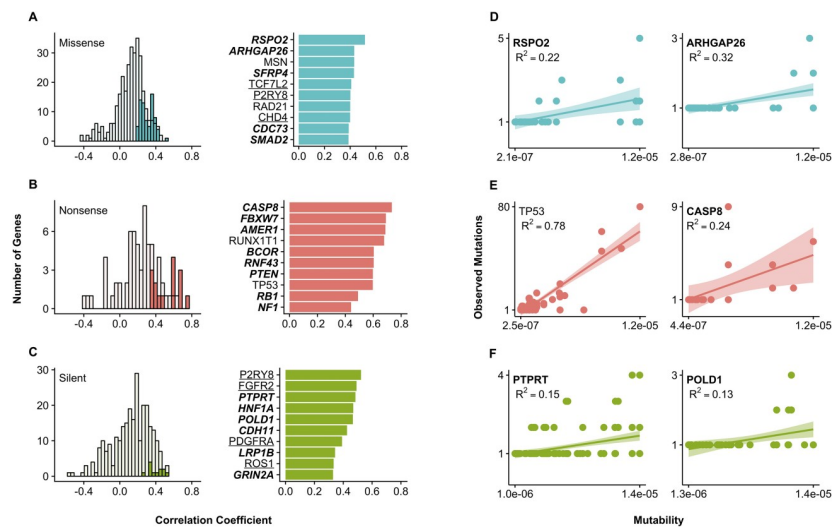 A
Missense
30
20
10
0
-0.4
0.0
0.4
0.8
RSPO2
ARHGAP26
MSN
SFRP4
TCF7L2
P2RY8
RAD21
CHD4
CDC73
SMAD2
0.0
0.2
0.4
0.6
0.8
B
Nonsense
6
3
0
-0.4
0.0
0.4
0.8
CASP8
FBXW7
AMER1
RUNX1T1
BCOR
RNF43
PTEN
TP53
RB1
NF1
0.0
0.2
0.4
0.6
0.8
C
Silent
30
20
10
0
-0.4
0.0
0.4
0.8
P2RY8
FGFR2
PTPRT
HNF1A
POLD1
CDH11
PDGFRA
LRP1B
ROS1
GRIN2A
0.0
0.2
0.4
0.6
0.8
Number of Genes
Correlation Coefficient
D
5
RSPO2
R² = 0.22
1
2.1e-07
1.2e-05
3
ARHGAP26
R² = 0.32
1
2.8e-07
1.2e-05
E
80
TP53
R² = 0.78
1
2.5e-07
1.2e-05
9
CASP8
R² = 0.24
1
4.4e-07
1.2e-05
F
4
PTPRT
R² = 0.15
1
1.0e-06
1.4e-05
3
POLD1
R² = 0.13
1
1.3e-06
1.4e-05
Observed Mutations
Mutability